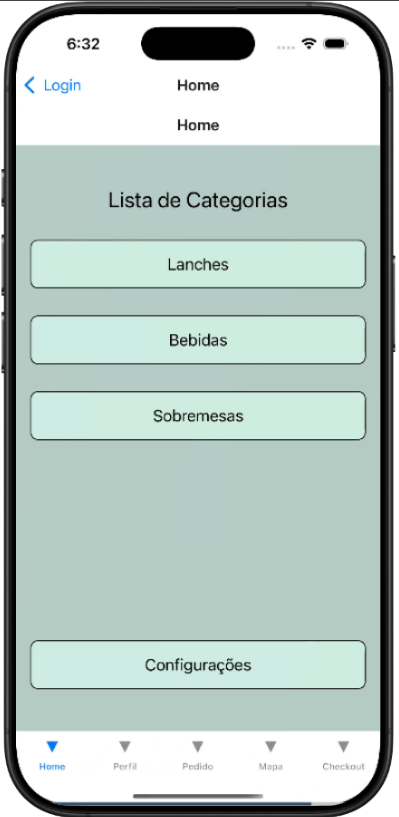 6:32
Login Home
Home
Lista de Categorias
Lanches
Bebidas
Sobremesas
Configurações
Home Perfil Pedido Mapa Checkout